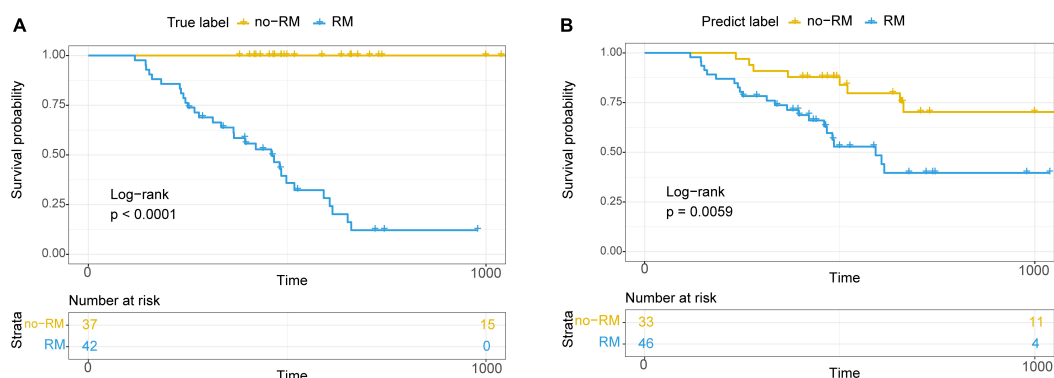 A
True label no−RM RM
1.00
0.75
0.50
0.25
0.00
Survival probability
Log−rank
p < 0.0001
0 1000
Time
Number at risk
Strata
no−RM 37 15
RM 42 0
0 1000
Time
B
Predict label no−RM RM
1.00
0.75
0.50
0.25
0.00
Survival probability
Log−rank
p = 0.0059
0 1000
Time
Number at risk
Strata
no−RM 33 11
RM 46 4
0 1000
Time